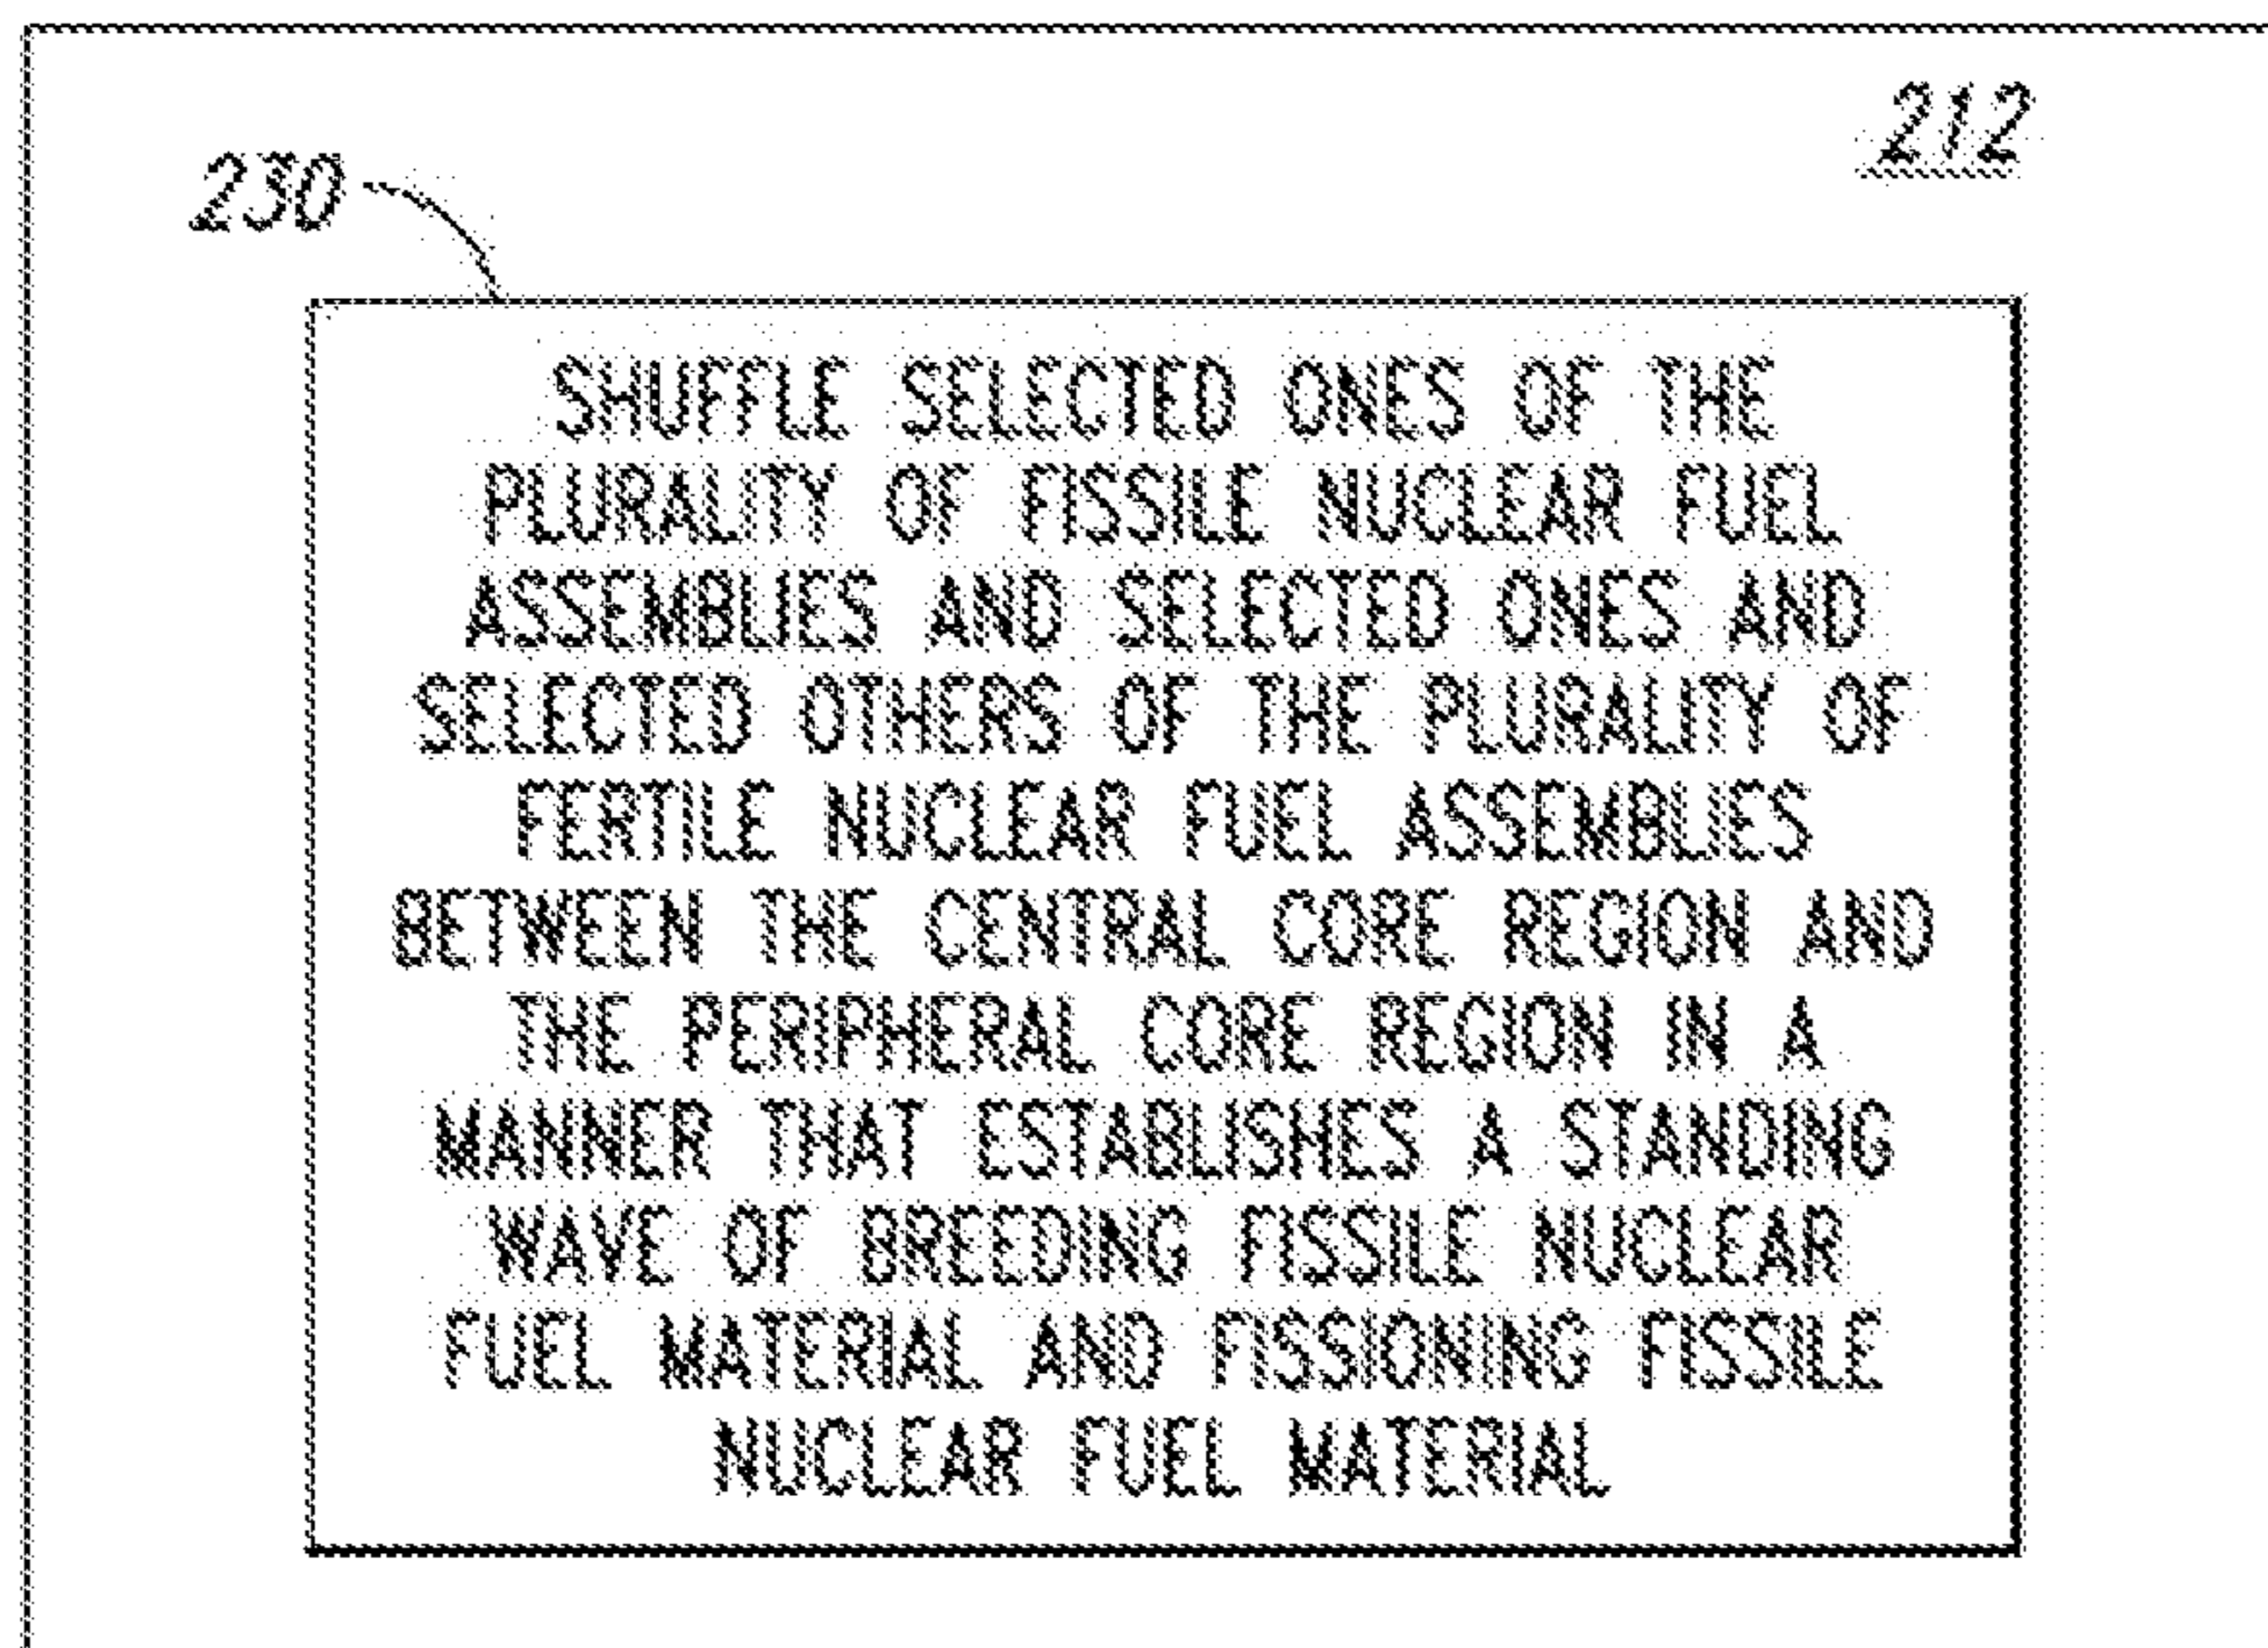 212
230
SHUFFLE SELECTED ONES OF THE
PLURALITY OF FISSILE NUCLEAR FUEL
ASSEMBLIES AND SELECTED ONES AND
SELECTED OTHERS OF THE PLURALITY OF
FERTILE NUCLEAR FUEL ASSEMBLIES
BETWEEN THE CENTRAL CORE REGION AND
THE PERIPHERAL CORE REGION IN A
MANNER THAT ESTABLISHES A STANDING
WAVE OF BREEDING FISSILE NUCLEAR
FUEL MATERIAL AND FISSIONING FISSILE
NUCLEAR FUEL MATERIAL